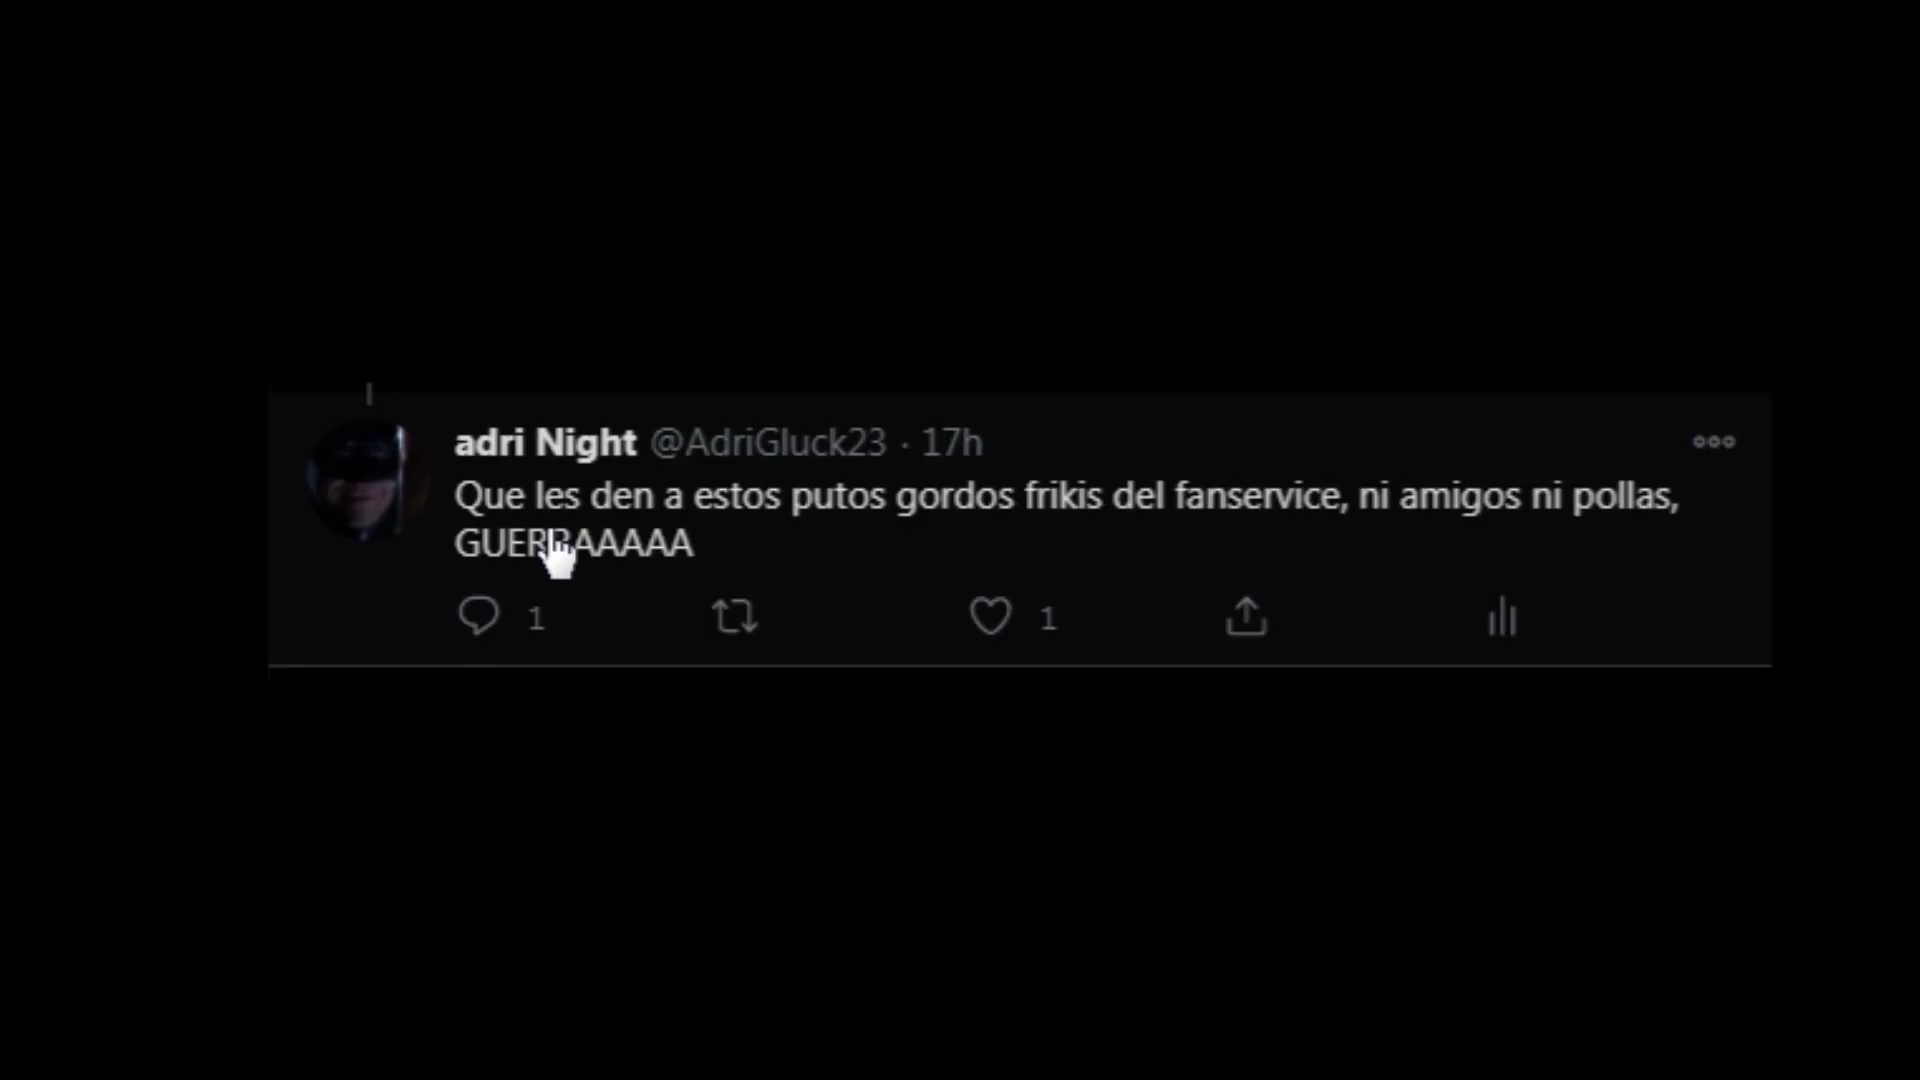 adri Night @AdriGluck23 · 17h
Que les den a estos putos gordos frikis del fanservice, ni amigos ni pollas,
GUERRAAAAA
1 1